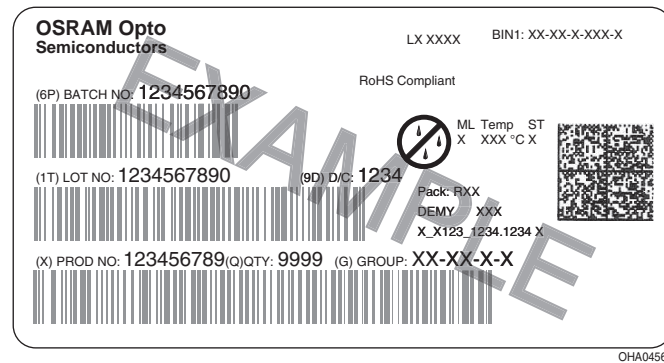 OSRAM Opto
Semiconductors
LX XXXX
BIN1: XX-XX-X-XXX-X
RoHS Compliant
(6P) BATCH NO: 1234567890
ML Temp ST
X XXX °C X
(1T) LOT NO: 1234567890 (9D) D/C: 1234
Pack: RXX
DEMY XXX
X_X123_1234.1234 X
(X) PROD NO: 123456789(Q)QTY: 9999 (G) GROUP: XX-XX-X-X
EXAMPLE
OHA0456